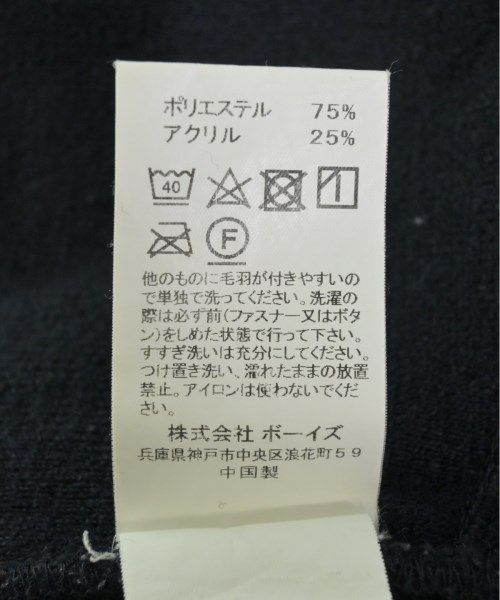 ポリエステル 75%
アクリル 25%
40
F
他のものに毛羽が付きやすいの
で単独で洗ってください。洗濯の
際は必ず前(ファスナー又はボタ
ン)をしめた状態で行って下さい。
すすぎ洗いは充分にしてください。
つけ置き洗い、濡れたままの放置
禁止。アイロンは使わないでくだ
さい。
株式会社 ボーイズ
兵庫県神戸市中央区浪花町59
中国製